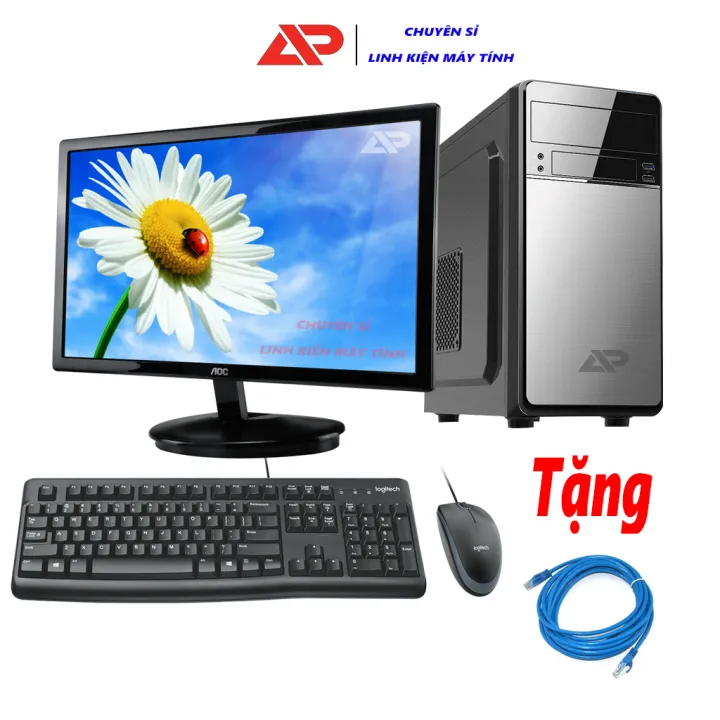 AP
CHUYÊN SỈ
LINH KIỆN MÁY TÍNH
AP
CHUYÊN SỈ
LINH KIỆN MÁY TÍNH
AOC
AP
logitech
logitech
Tặng